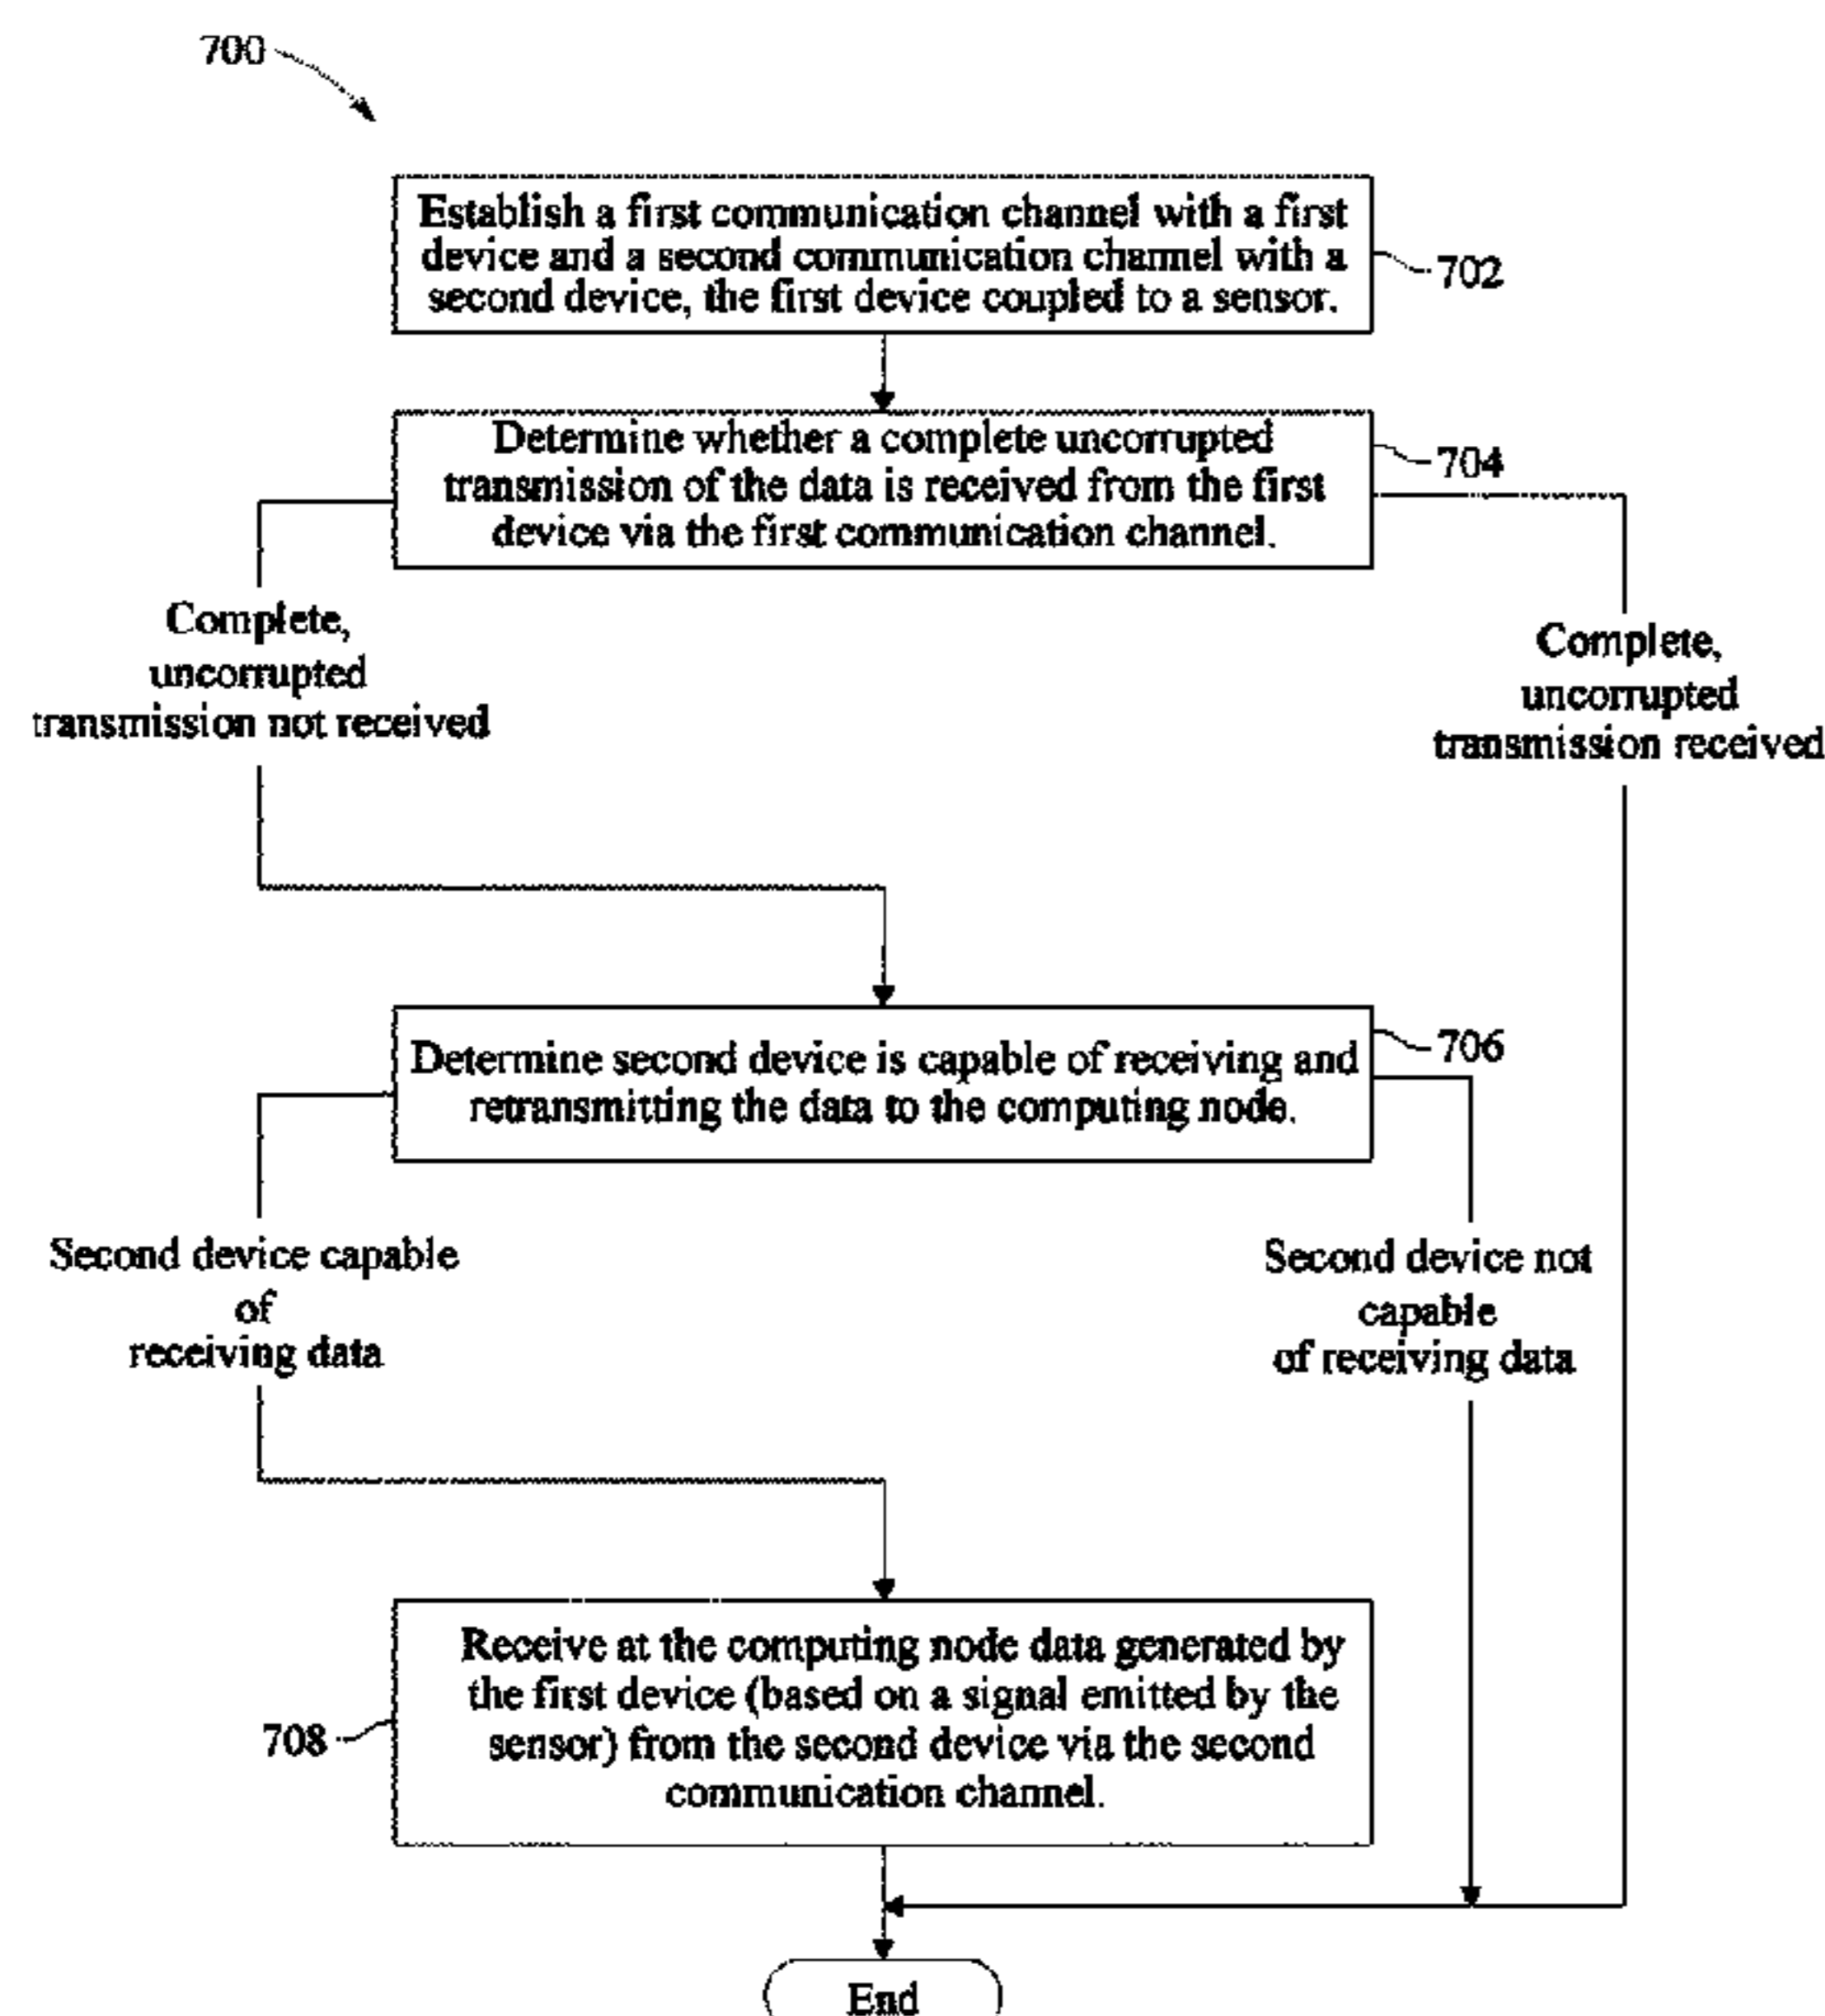 700
Establish a first communication channel with a first
device and a second communication channel with a
second device, the first device coupled to a sensor.
702
Determine whether a complete uncorrupted
transmission of the data is received from the first
device via the first communication channel.
704
Complete,
uncorrupted
transmission not received
Complete,
uncorrupted
transmission received
Determine second device is capable of receiving and
retransmitting the data to the computing node.
706
Second device capable
of
receiving data
Second device not
capable
of receiving data
Receive at the computing node data generated by
the first device (based on a signal emitted by the
sensor) from the second device via the second
communication channel.
708
End